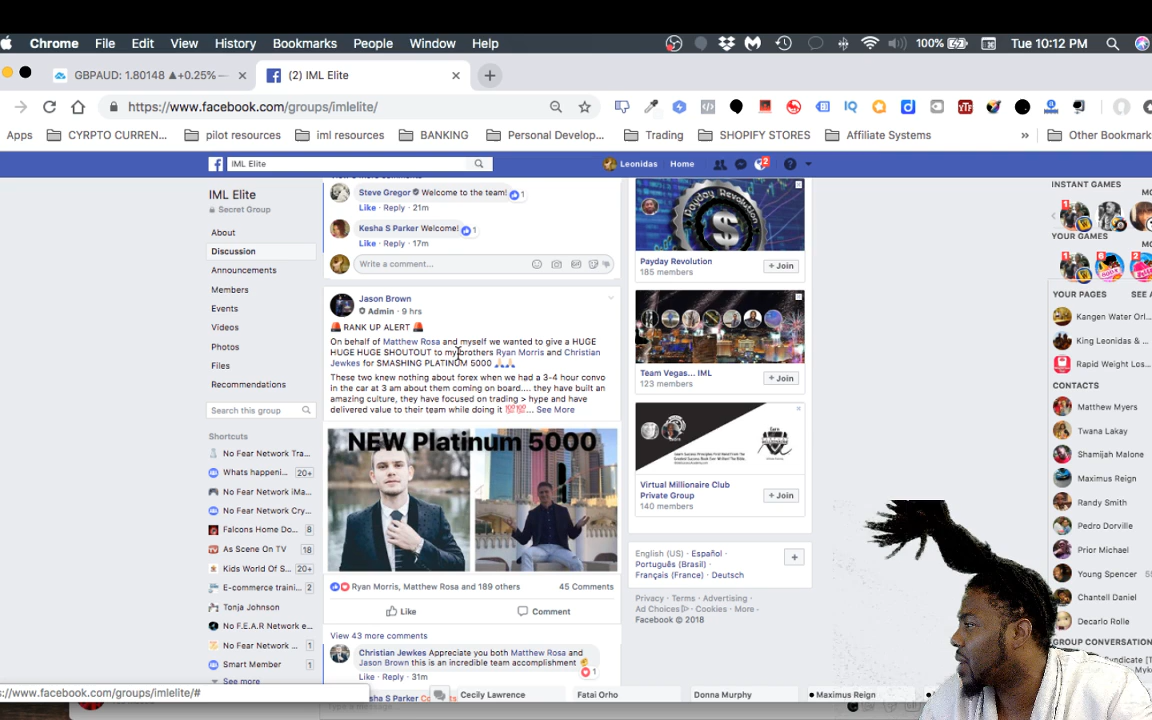 Chrome File Edit View History Bookmarks People Window Help 100% Tue 10:12 PM
GBPAUD: 1.80148 ▲+0.25% —
(2) IML Elite
https://www.facebook.com/groups/imlelite/
Apps CYRPTO CURREN... pilot resources iml resources BANKING Personal Develop... Trading SHOPIFY STORES Affiliate Systems » Other Bookmark
IML Elite
Leonidas Home 2
IML Elite
Secret Group
About
Discussion
Announcements
Members
Events
Videos
Photos
Files
Recommendations
Search this group
Shortcuts
No Fear Network Tra...
Whats happeni... 20+
No Fear Network iMa...
No Fear Network Cry...
Falcons Home Do... 8
As Scene On TV 18
Kids World Of S... 20+
E-commerce traini... 2
Tonja Johnson
No F.E.A.R Network e...
No Fear Network ... 1
Smart Member 1
See more
Steve Gregor Welcome to the team! 1
Like · Reply · 21m
Kesha S Parker Welcome! 1
Like · Reply · 17m
Write a comment...
Jason Brown
Admin · 9 hrs
RANK UP ALERT
On behalf of Matthew Rosa and myself we wanted to give a HUGE
HUGE HUGE SHOUTOUT to my brothers Ryan Morris and Christian
Jewkes for SMASHING PLATINUM 5000
These two knew nothing about forex when we had a 3-4 hour convo
in the car at 3 am about them coming on board.... they have built an
amazing culture, they have focused on trading > hype and have
delivered value to their team while doing it 💯💯... See More
NEW Platinum 5000
Ryan Morris, Matthew Rosa and 189 others 45 Comments
Like Comment
View 43 more comments
Christian Jewkes Appreciate you both Matthew Rosa and
Jason Brown this is an incredible team accomplishment
1
Like · Reply · 31m
Kesha S Parker
Payday Revolution
185 members
+ Join
Team Vegas... IML
123 members
+ Join
Virtual Millionaire Club
Private Group
140 members
+ Join
English (US) · Español ·
Português (Brasil) ·
Français (France) · Deutsch
Privacy · Terms · Advertising ·
Ad Choices · Cookies · More ·
Facebook © 2018
INSTANT GAMES
YOUR GAMES
YOUR PAGES SEE
Kangen Water Orl...
King Leonidas & ...
Rapid Weight Los...
CONTACTS
Matthew Myers
Twana Lakay
Shamijah Malone
Maximus Reign
Randy Smith
Pedro Dorville
Prior Michael
Young Spencer
Chantell Daniel
Decarlo Rolle
GROUP CONVERSATION
s://www.facebook.com/groups/imlelite/#
Cecily Lawrence Fatai Orho Donna Murphy Maximus Reign